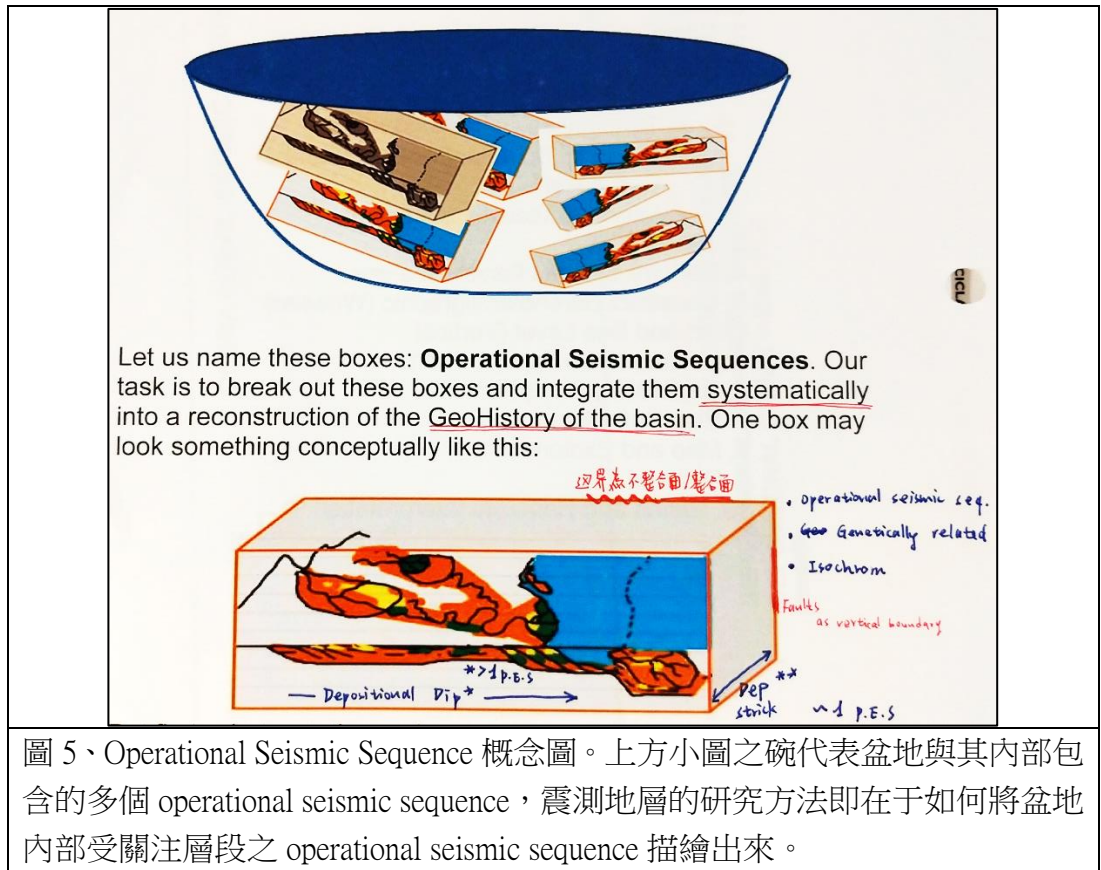 CICL
Let us name these boxes: Operational Seismic Sequences. Our
task is to break out these boxes and integrate them systematically
into a reconstruction of the GeoHistory of the basin. One box may
look something conceptually like this:
边界為不整合面/整合面
• Operational seismic seq.
• Genetically related
• Isochron
Faults
as vertical boundary
*>1 P.E.S
Depositional Dip*
Dep **
strick ~1 P.E.S
圖 5、Operational Seismic Sequence 概念圖。上方小圖之碗代表盆地與其內部包
含的多個 operational seismic sequence，震測地層的研究方法即在于如何將盆地
內部受關注層段之 operational seismic sequence 描繪出來。